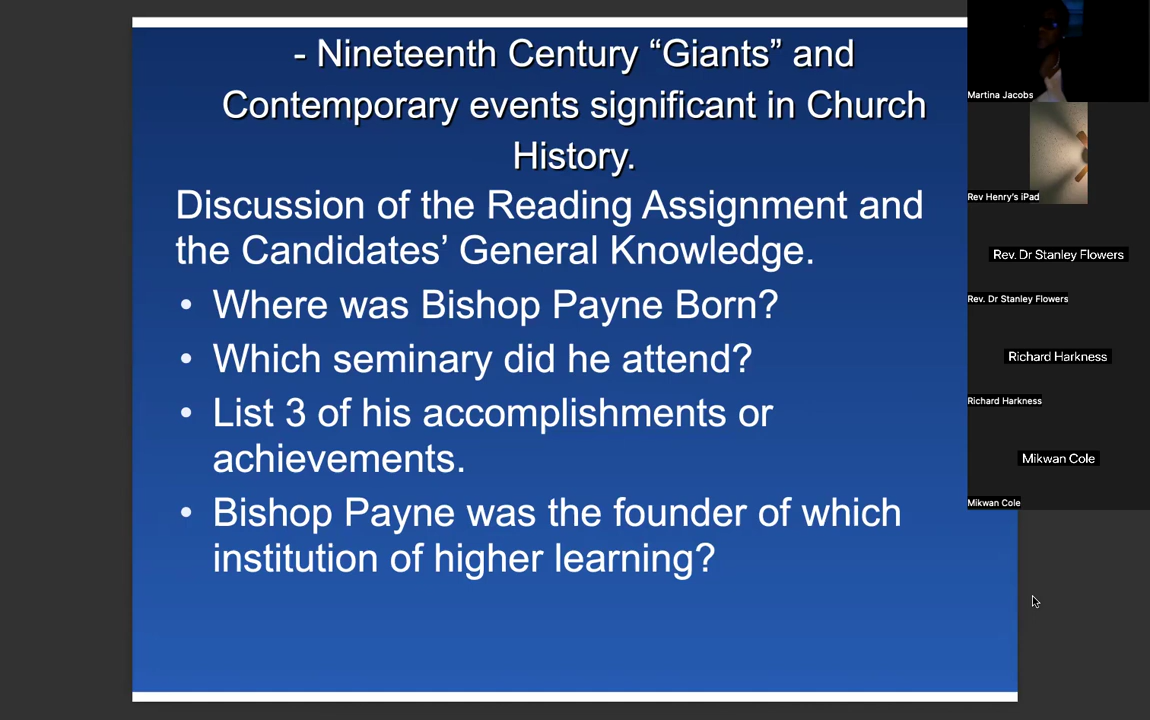 - Nineteenth Century “Giants” and
Contemporary events significant in Church
History.
Discussion of the Reading Assignment and
the Candidates’ General Knowledge.
• Where was Bishop Payne Born?
• Which seminary did he attend?
• List 3 of his accomplishments or
achievements.
• Bishop Payne was the founder of which
institution of higher learning?
Martina Jacobs
Rev Henry's iPad
Rev. Dr Stanley Flowers
Rev. Dr Stanley Flowers
Richard Harkness
Richard Harkness
Mikwan Cole
Mikwan Cole